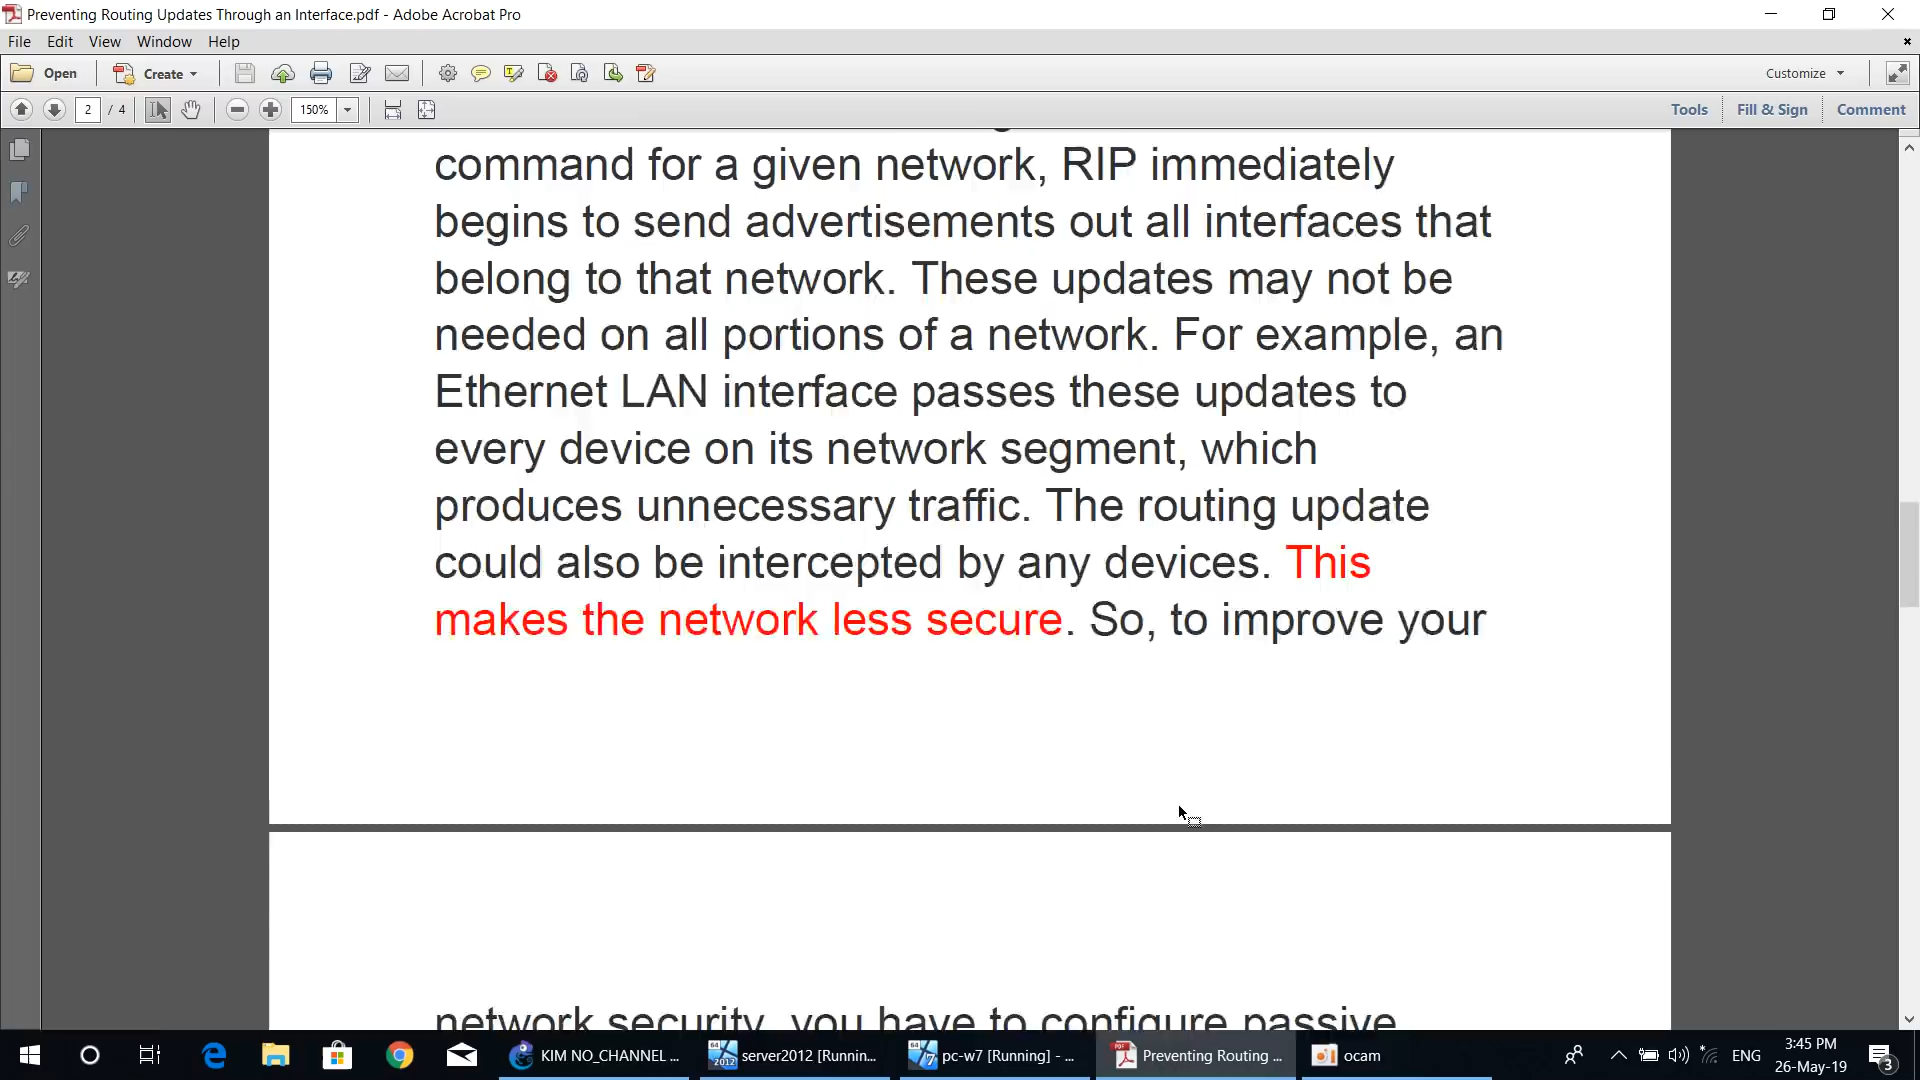 Preventing Routing Updates Through an Interface.pdf - Adobe Acrobat Pro
File Edit View Window Help
Open Create Customize
2 / 4 150% Tools Fill & Sign Comment
command for a given network, RIP immediately
begins to send advertisements out all interfaces that
belong to that network. These updates may not be
needed on all portions of a network. For example, an
Ethernet LAN interface passes these updates to
every device on its network segment, which
produces unnecessary traffic. The routing update
could also be intercepted by any devices. This
makes the network less secure. So, to improve your
network security, you have to configure passive
KIM NO_CHANNEL ... server2012 [Runnin... pc-w7 [Running] - ... Preventing Routing ... ocam ENG 3:45 PM
26-May-19 3